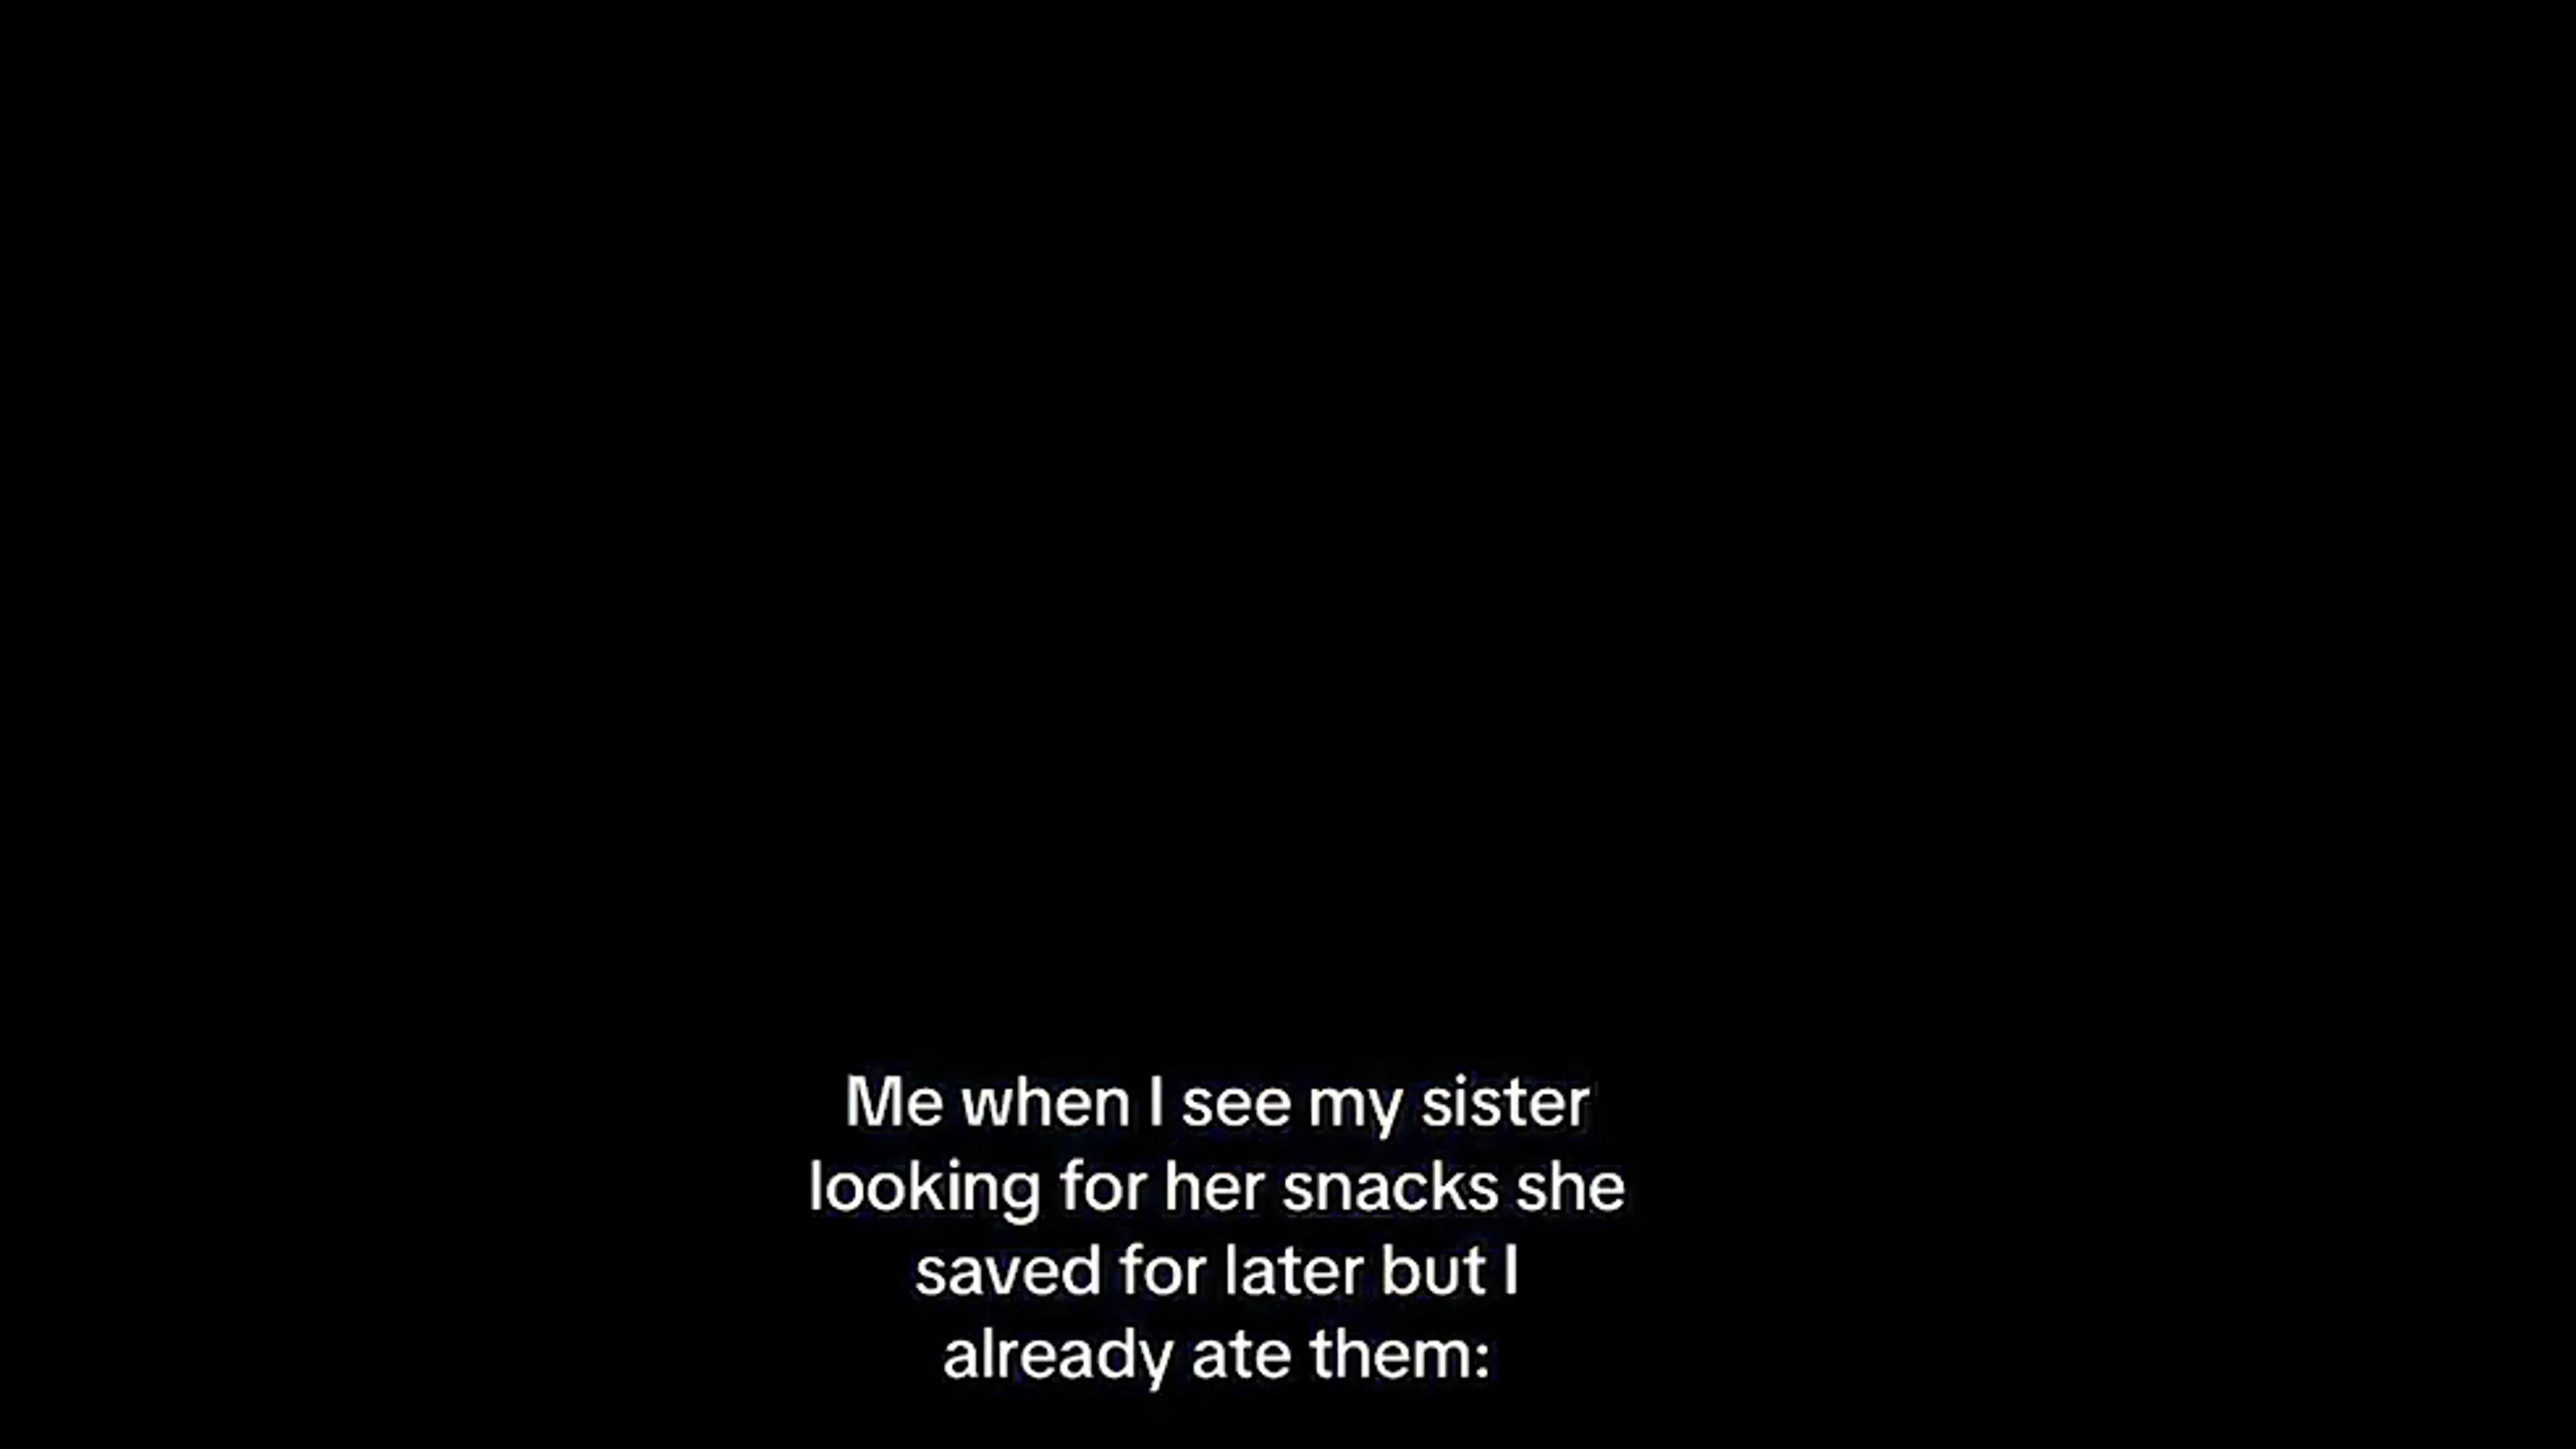 Me when I see my sister
looking for her snacks she
saved for later but I
already ate them: